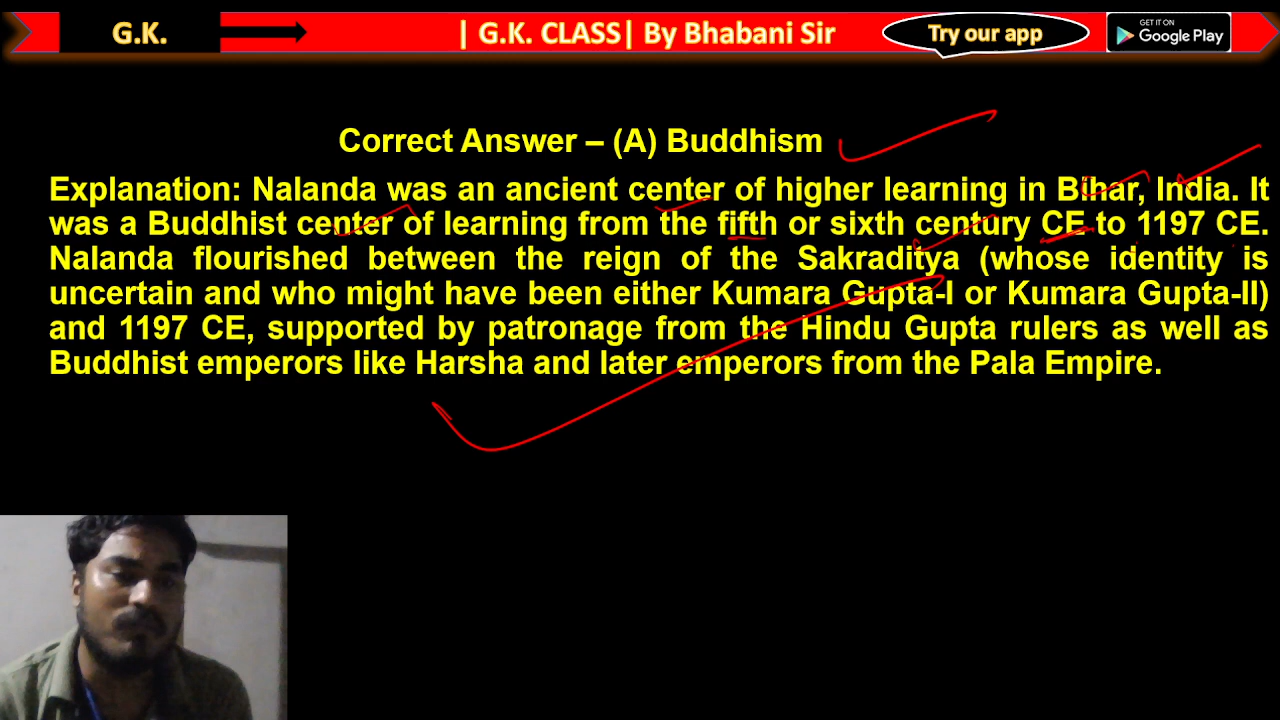 G.K.
| G.K. CLASS| By Bhabani Sir
Try our app
GET IT ON
Google Play
Correct Answer – (A) Buddhism
Explanation: Nalanda was an ancient center of higher learning in Bihar, India. It
was a Buddhist center of learning from the fifth or sixth century CE to 1197 CE.
Nalanda flourished between the reign of the Sakraditya (whose identity is
uncertain and who might have been either Kumara Gupta-I or Kumara Gupta-II)
and 1197 CE, supported by patronage from the Hindu Gupta rulers as well as
Buddhist emperors like Harsha and later emperors from the Pala Empire.